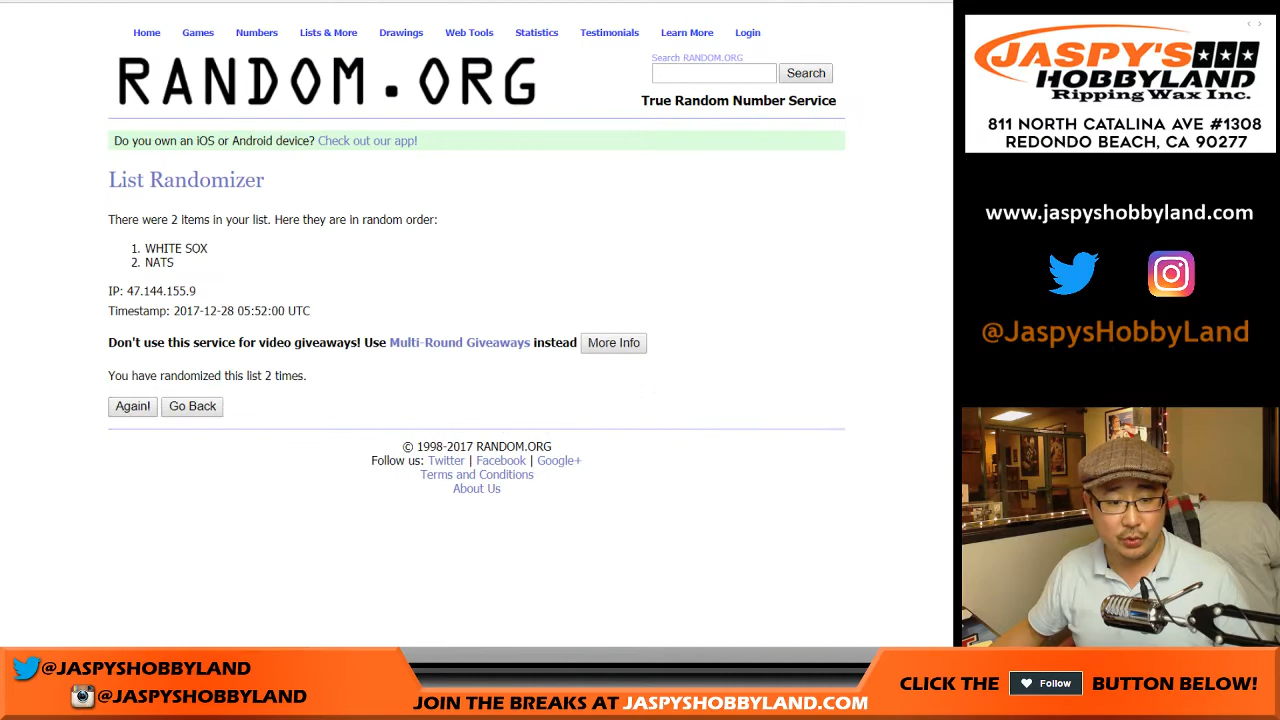 Home Games Numbers Lists & More Drawings Web Tools Statistics Testimonials Learn More Login
RANDOM.ORG
Search RANDOM.ORG
Search
True Random Number Service
Do you own an iOS or Android device? Check out our app!
List Randomizer
There were 2 items in your list. Here they are in random order:
1. WHITE SOX
2. NATS
IP: 47.144.155.9
Timestamp: 2017-12-28 05:52:00 UTC
Don't use this service for video giveaways! Use Multi-Round Giveaways instead More Info
You have randomized this list 2 times.
Again! Go Back
© 1998-2017 RANDOM.ORG
Follow us: Twitter | Facebook | Google+
Terms and Conditions
About Us
JASPY'S
HOBBYLAND
Ripping Wax Inc.
811 NORTH CATALINA AVE #1308
REDONDO BEACH, CA 90277
www.jaspyshobbyland.com
@JaspysHobbyLand
@JASPYSHOBBYLAND
@JASPYSHOBBYLAND
JOIN THE BREAKS AT JASPYSHOBBYLAND.COM
CLICK THE Follow BUTTON BELOW!